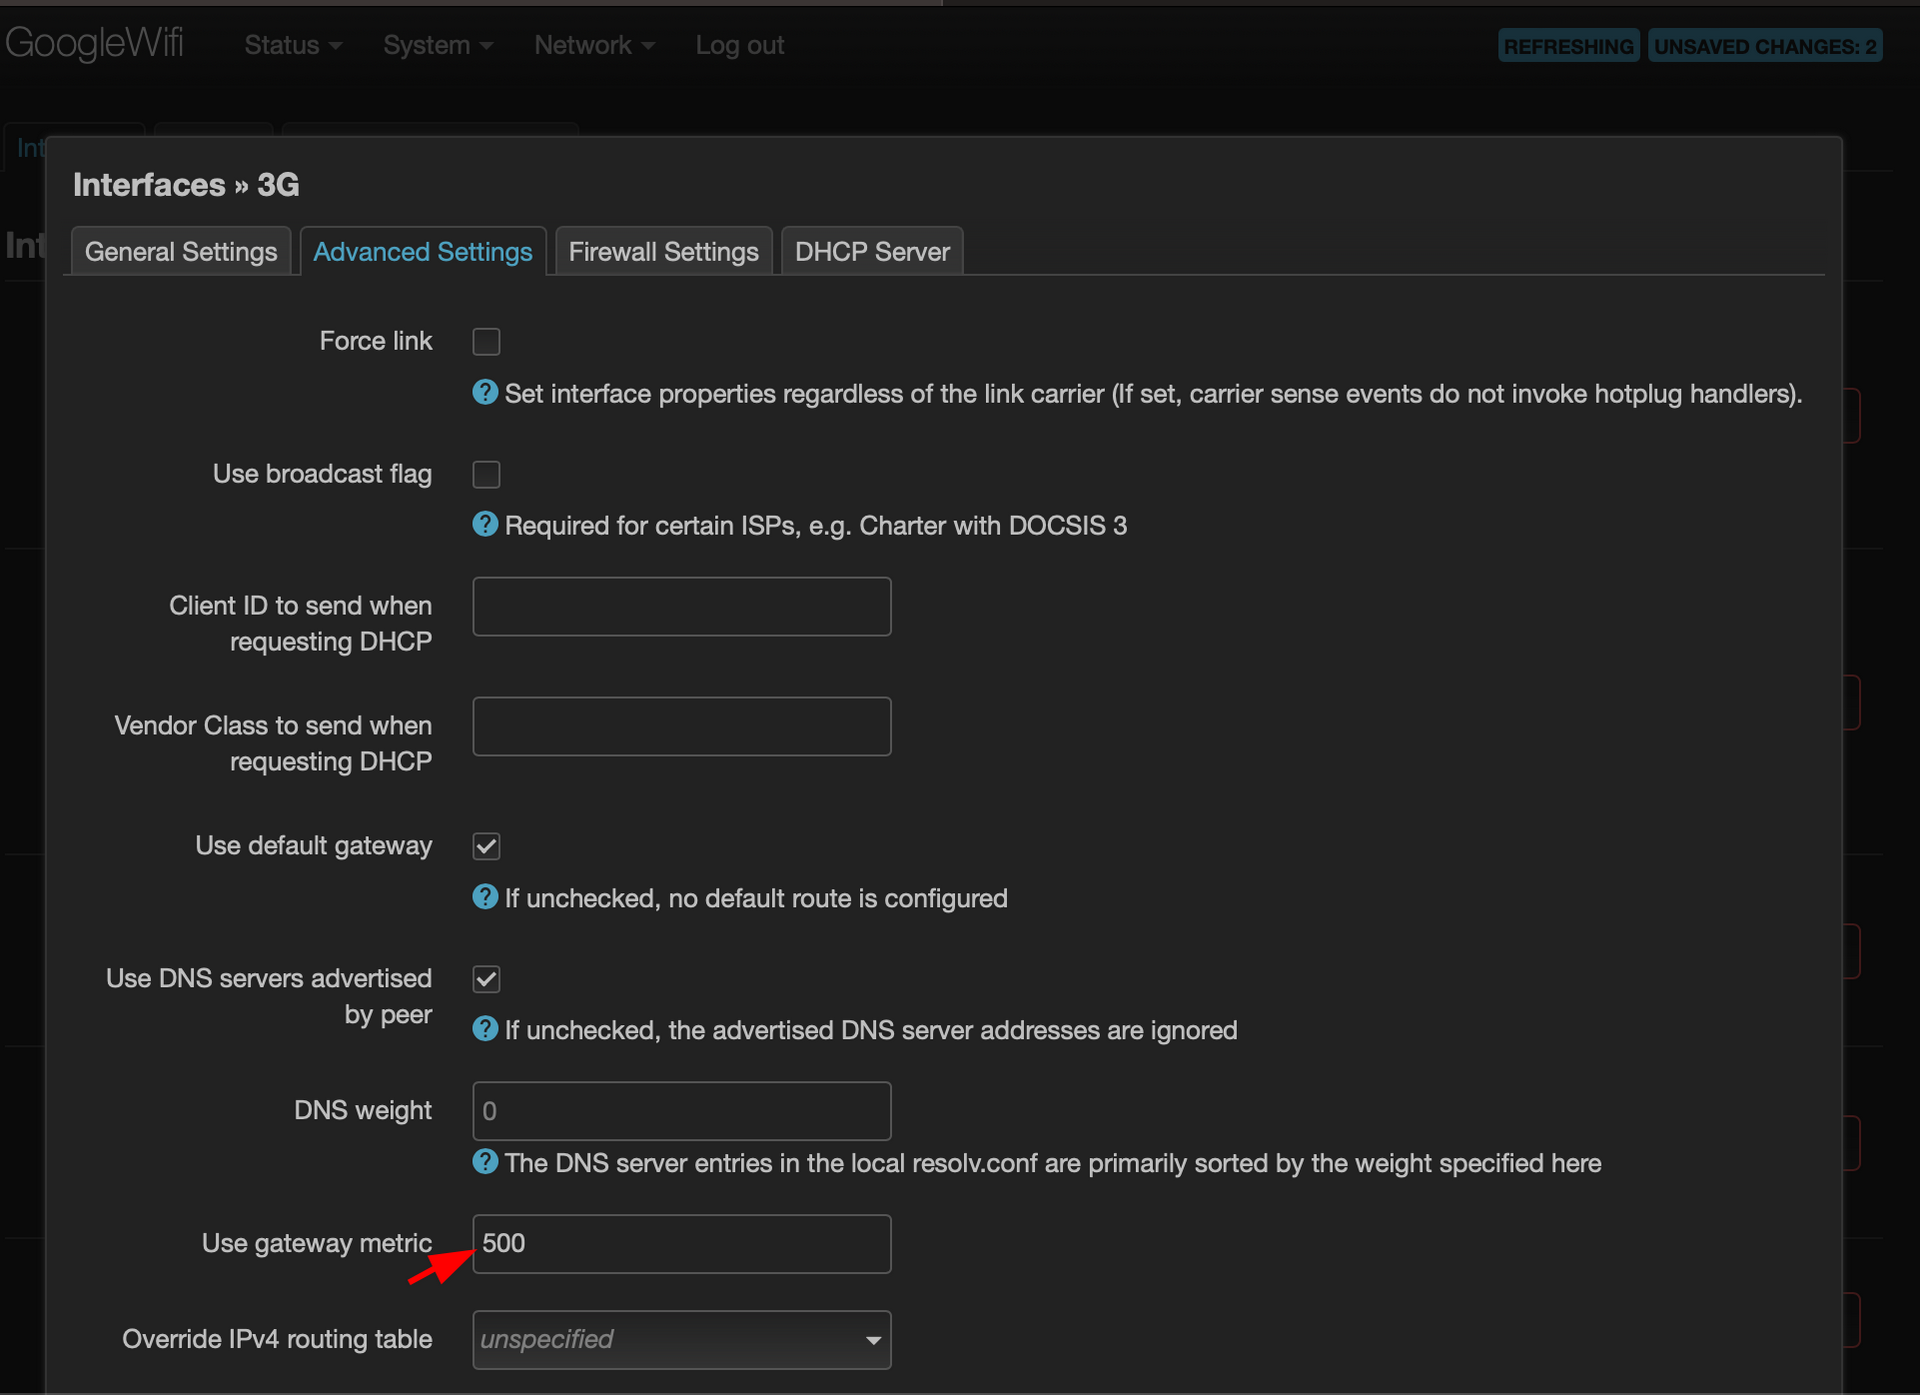 GoogleWifi Status System Network Log out REFRESHING UNSAVED CHANGES: 2
Int
Interfaces » 3G
Int
General Settings Advanced Settings Firewall Settings DHCP Server
Force link
Set interface properties regardless of the link carrier (If set, carrier sense events do not invoke hotplug handlers).
Use broadcast flag
Required for certain ISPs, e.g. Charter with DOCSIS 3
Client ID to send when
requesting DHCP
Vendor Class to send when
requesting DHCP
Use default gateway
If unchecked, no default route is configured
Use DNS servers advertised
by peer
If unchecked, the advertised DNS server addresses are ignored
DNS weight 0
The DNS server entries in the local resolv.conf are primarily sorted by the weight specified here
Use gateway metric 500
Override IPv4 routing table unspecified